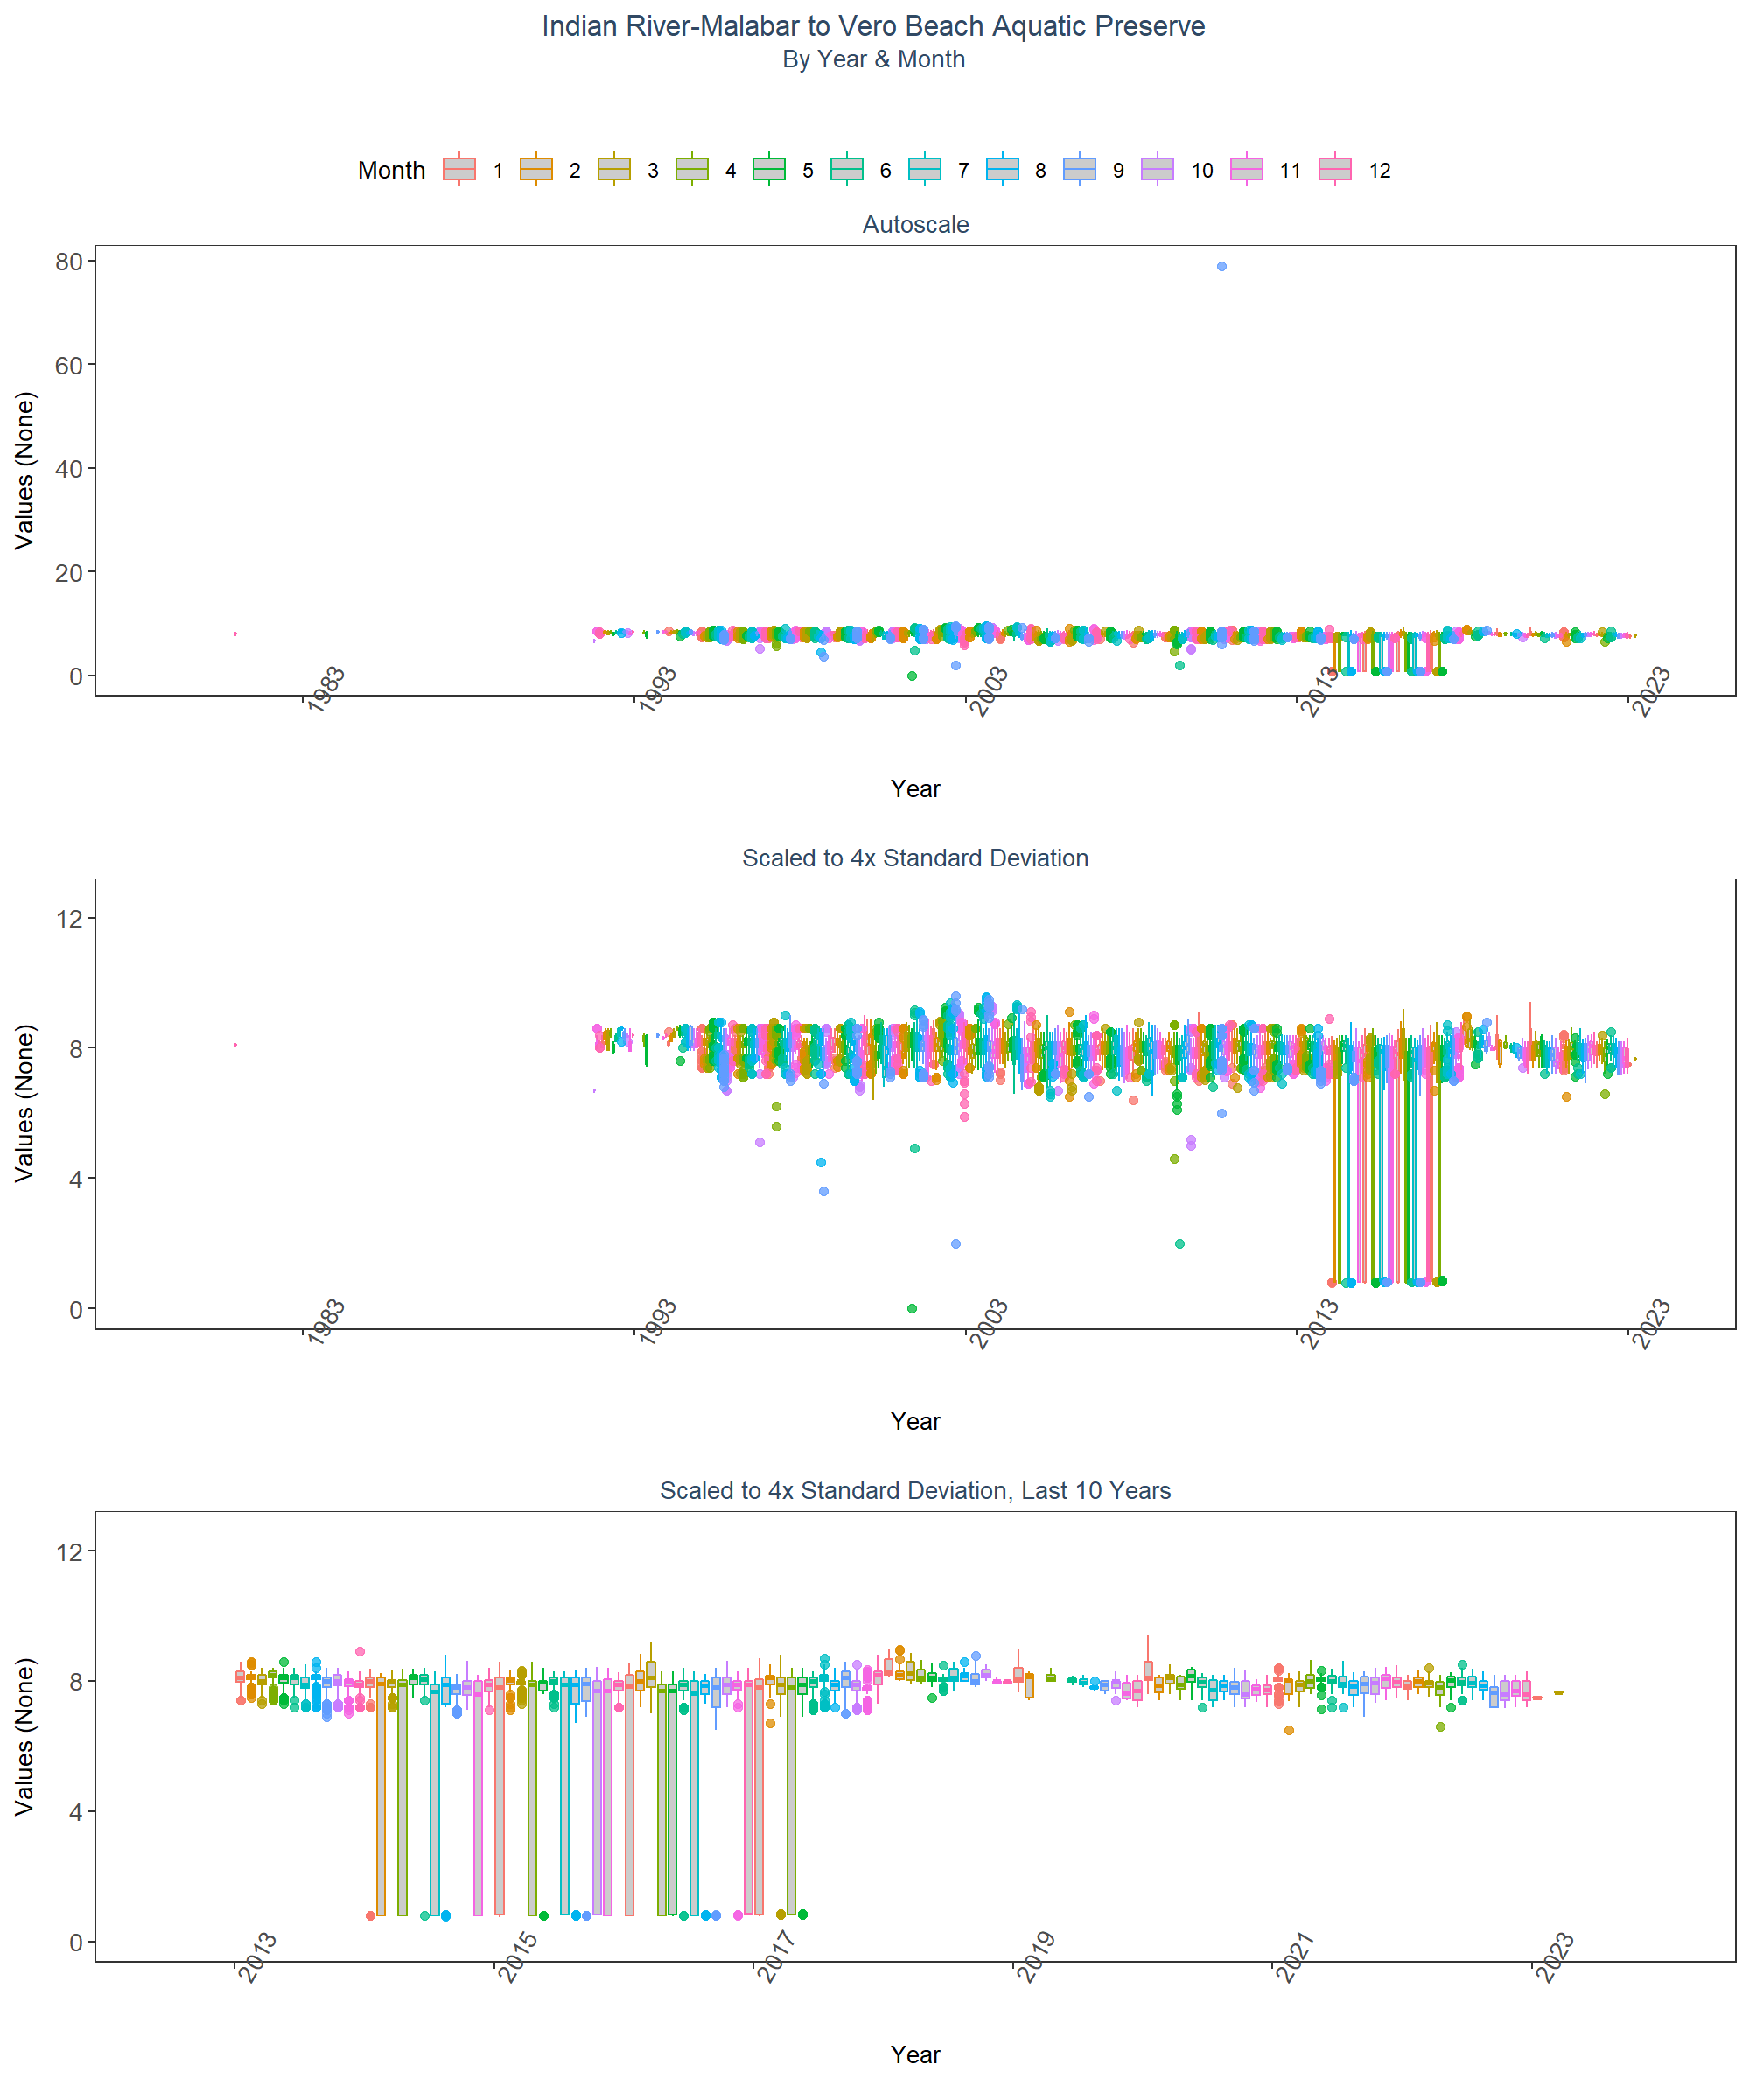 Indian River-Malabar to Vero Beach Aquatic Preserve
By Year & Month
Month 1 2 3 4 5 6 7 8 9 10 11 12
Autoscale
Values (None)
80
60
40
20
0
1983 1993 2003 2013 2023
Year
Scaled to 4x Standard Deviation
Values (None)
12
8
4
0
1983 1993 2003 2013 2023
Year
Scaled to 4x Standard Deviation, Last 10 Years
Values (None)
12
8
4
0
2013 2015 2017 2019 2021 2023
Year